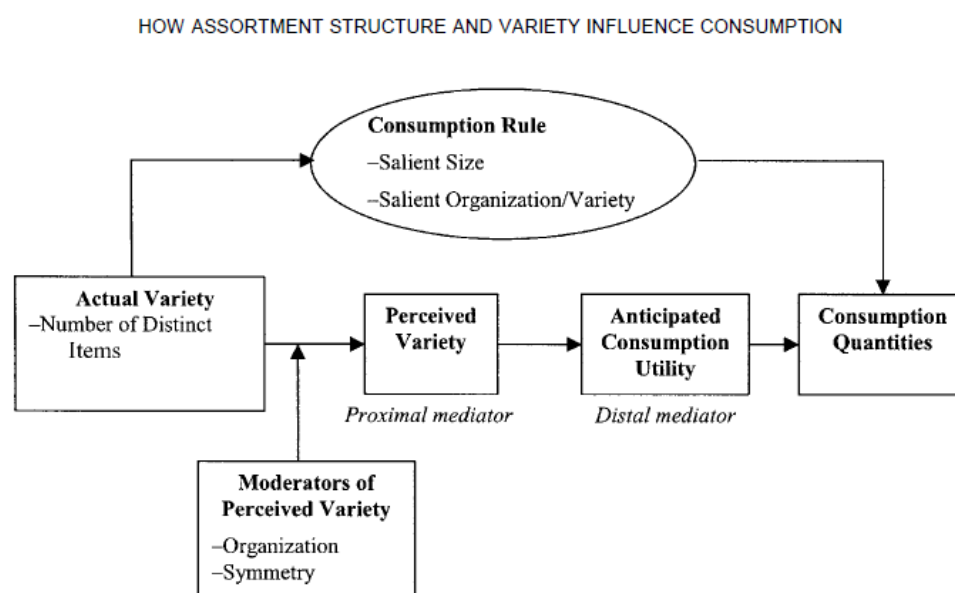 HOW ASSORTMENT STRUCTURE AND VARIETY INFLUENCE CONSUMPTION
Consumption Rule
–Salient Size
–Salient Organization/Variety
Actual Variety
–Number of Distinct
Items
Perceived
Variety
Proximal mediator
Anticipated
Consumption
Utility
Distal mediator
Consumption
Quantities
Moderators of
Perceived Variety
–Organization
–Symmetry